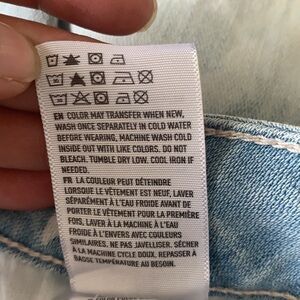 EN COLOR MAY TRANSFER WHEN NEW,
WASH ONCE SEPARATELY IN COLD WATER
BEFORE WEARING, MACHINE WASH COLD
INSIDE OUT WITH LIKE COLORS. DO NOT
BLEACH. TUMBLE DRY LOW. COOL IRON IF
NEEDED.
FR LA COULEUR PEUT DÉTEINDRE
LORSQUE LE VÊTEMENT EST NEUF, LAVER
SÉPARÉMENT À L'EAU FROIDE AVANT DE
PORTER LE VÊTEMENT POUR LA PREMIÈRE
FOIS, LAVER À LA MACHINE À L'EAU
FROIDE À L'ENVERS AVEC COULEURS
SIMILAIRES. NE PAS JAVELLISER. SÉCHER
À LA MACHINE CYCLE DOUX, REPASSER À
BASSE TEMPÉRATURE AU BESOIN.